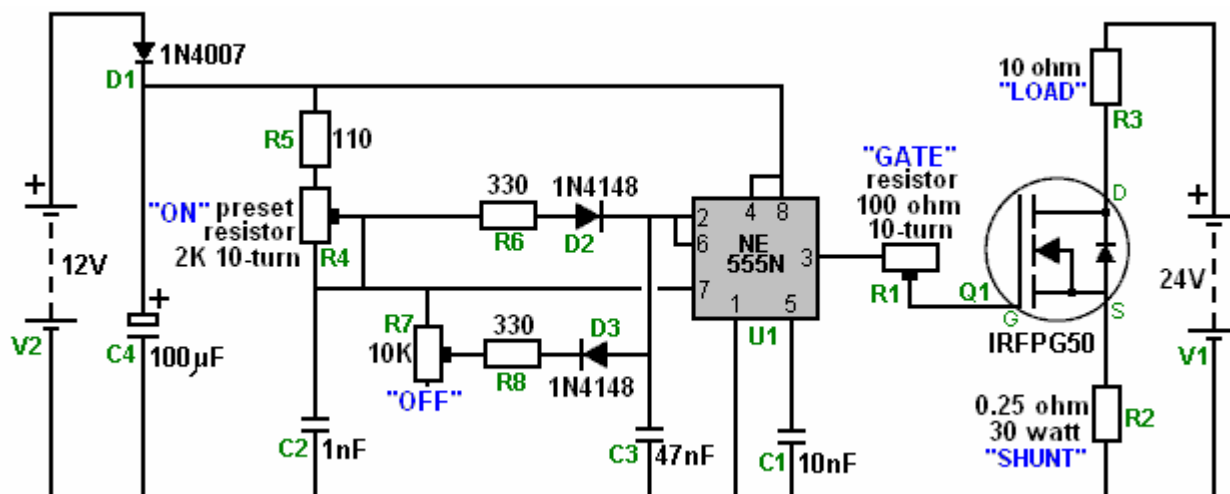 1N4007
D1
10 ohm
"LOAD"
R3
R5
110
"GATE"
resistor
100 ohm
10-turn
"ON" preset
resistor
2K 10-turn
R4
330
R6
1N4148
D2
2
6
7
4
8
NE
555N
3
1
5
U1
R1
Q1
D
G
S
IRFPG50
+
12V
V2
+
C4
100µF
+
24V
V1
R7
10K
"OFF"
330
R8
D3
1N4148
C2
1nF
C3
47nF
C1
10nF
0.25 ohm
30 watt
"SHUNT"
R2